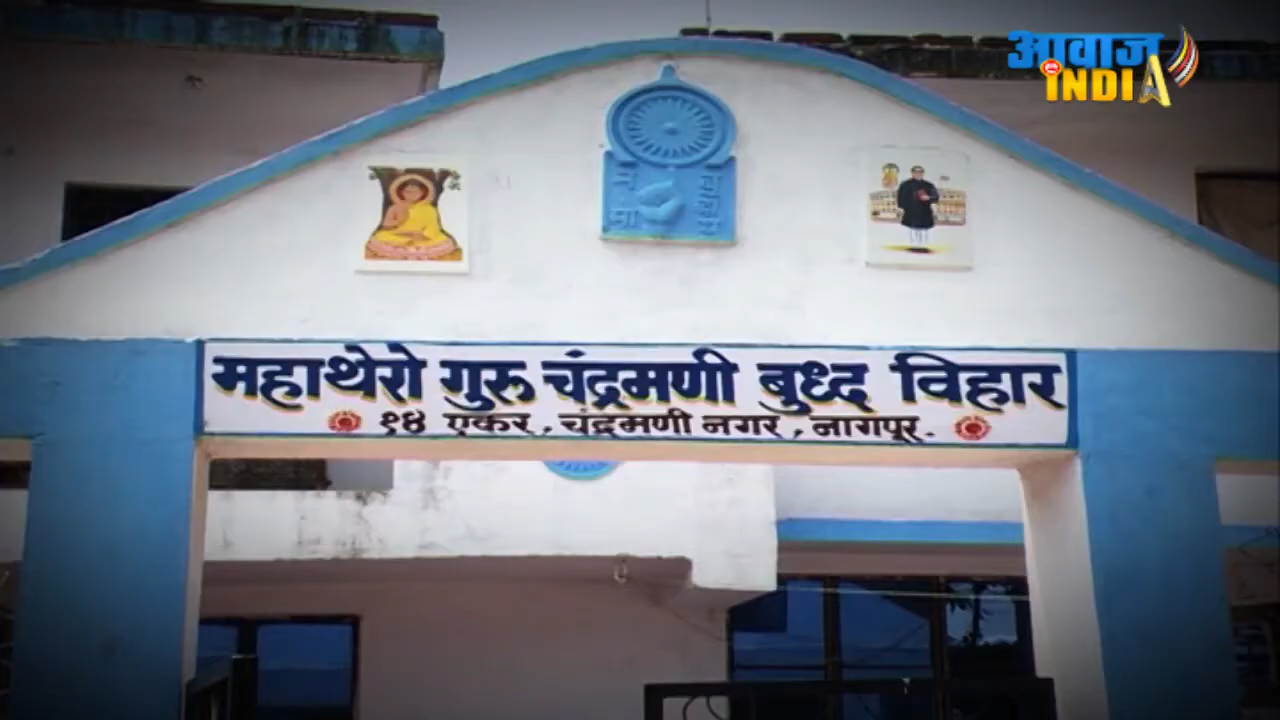 आवाज
INDIA
महाथेरो गुरू चंद्रमणी बुध्द विहार
१४ एकर, चंद्रमणी नगर, नागपूर.